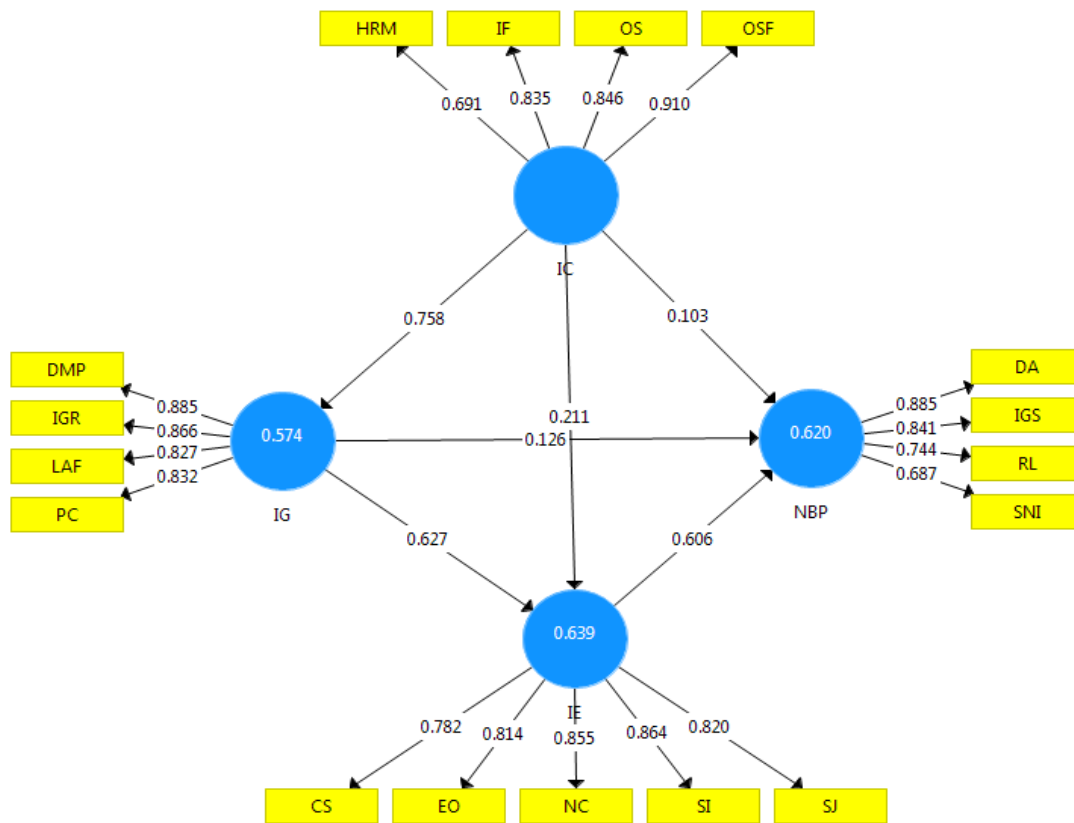 HRM IF OS OSF
0.691 0.835 0.846 0.910
IC
0.758 0.103
DMP
IGR
LAF
PC
0.885
0.866
0.827
0.832
0.574
IG
0.211
0.126
0.620
NBP
0.885
0.841
0.744
0.687
DA
IGS
RL
SNI
0.627 0.606
0.639
IE
0.782 0.814 0.855 0.864 0.820
CS EO NC SI SJ